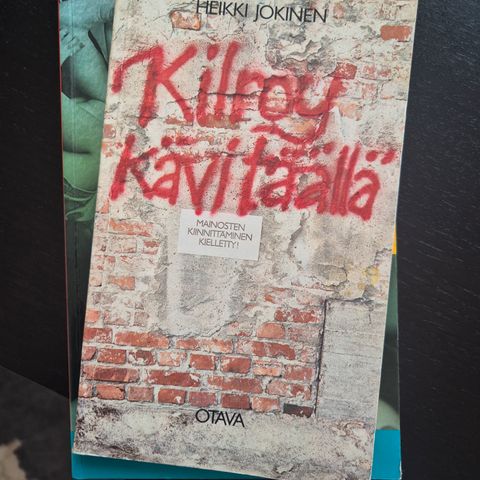 HEIKKI JOKINEN
Kilroy
kävi täällä
MAINOSTEN
KIINNITTÄMINEN
KIELLETTY!
OTAVA